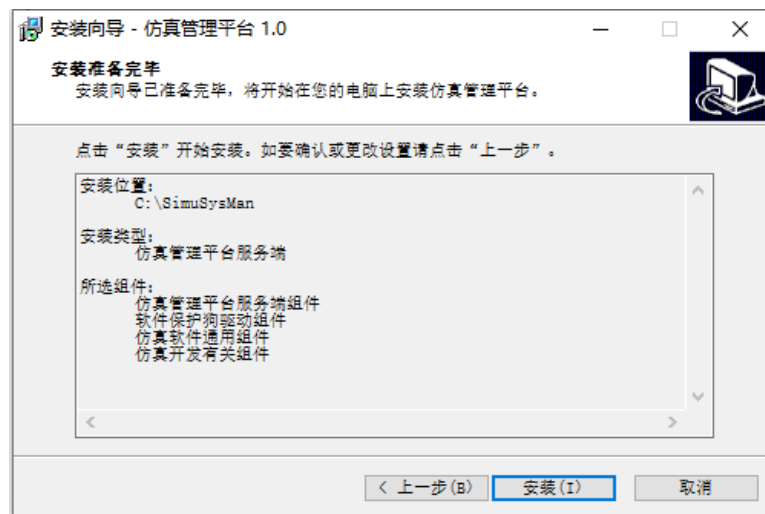 安装向导 - 仿真管理平台 1.0
安装准备完毕
安装向导已准备完毕，将开始在您的电脑上安装仿真管理平台。
点击“安装”开始安装。如要确认或更改设置请点击“上一步”。
安装位置:
C:\SimuSysMan
安装类型:
仿真管理平台服务端
所选组件:
仿真管理平台服务端组件
软件保护狗驱动组件
仿真软件通用组件
仿真开发有关组件
< 上一步(B) 安装(I) 取消